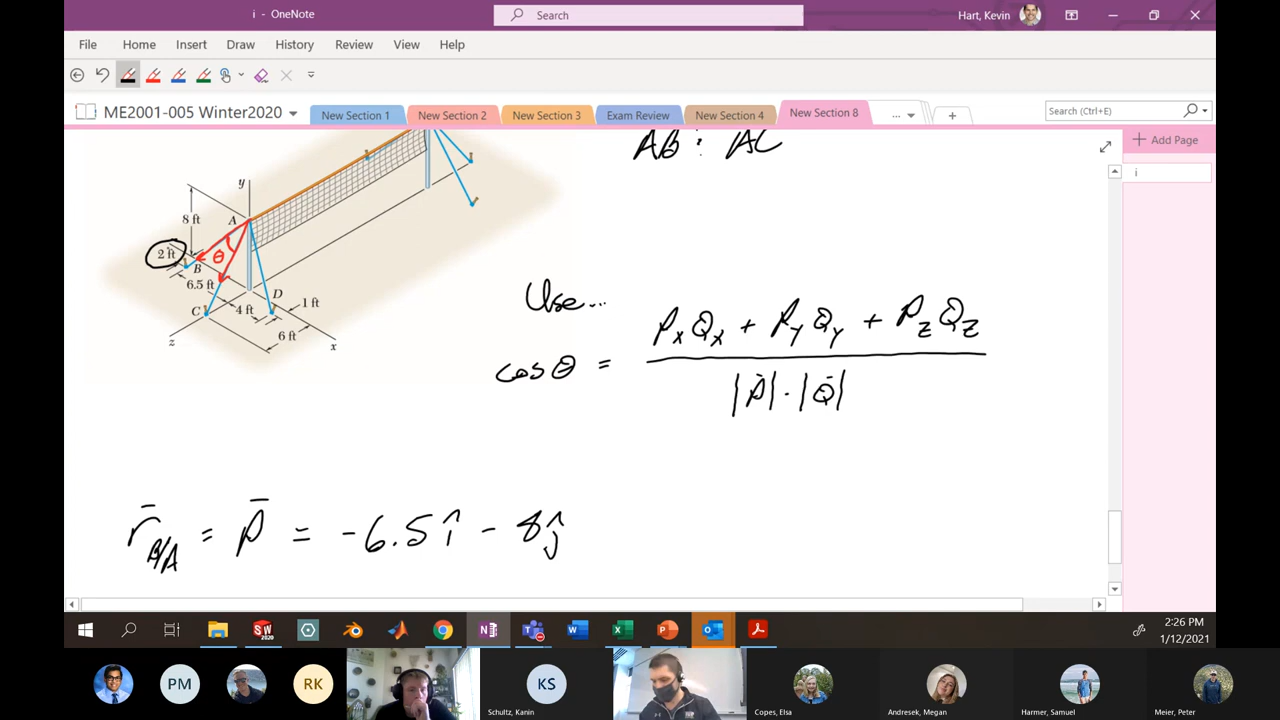 i - OneNote
Search
Hart, Kevin
File Home Insert Draw History Review View Help
ME2001-005 Winter2020
New Section 1 New Section 2 New Section 3 Exam Review New Section 4 New Section 8 ...
Search (Ctrl+E)
Add Page
i
AB : AC
y
8 ft
A
2 ft
θ
B
6.5 ft
D
1 ft
C
4 ft
z
6 ft
x
Use...
cos θ = PxQx + PyQy + PzQz
|P̄| · |Q̄|
r̄B/A = P̄ = -6.5î - 8ĵ
SW
2020
2:26 PM
1/12/2021
PM
RK
KS
Schultz, Kanin
Copes, Elsa
Andresek, Megan
Harmer, Samuel
Meier, Peter